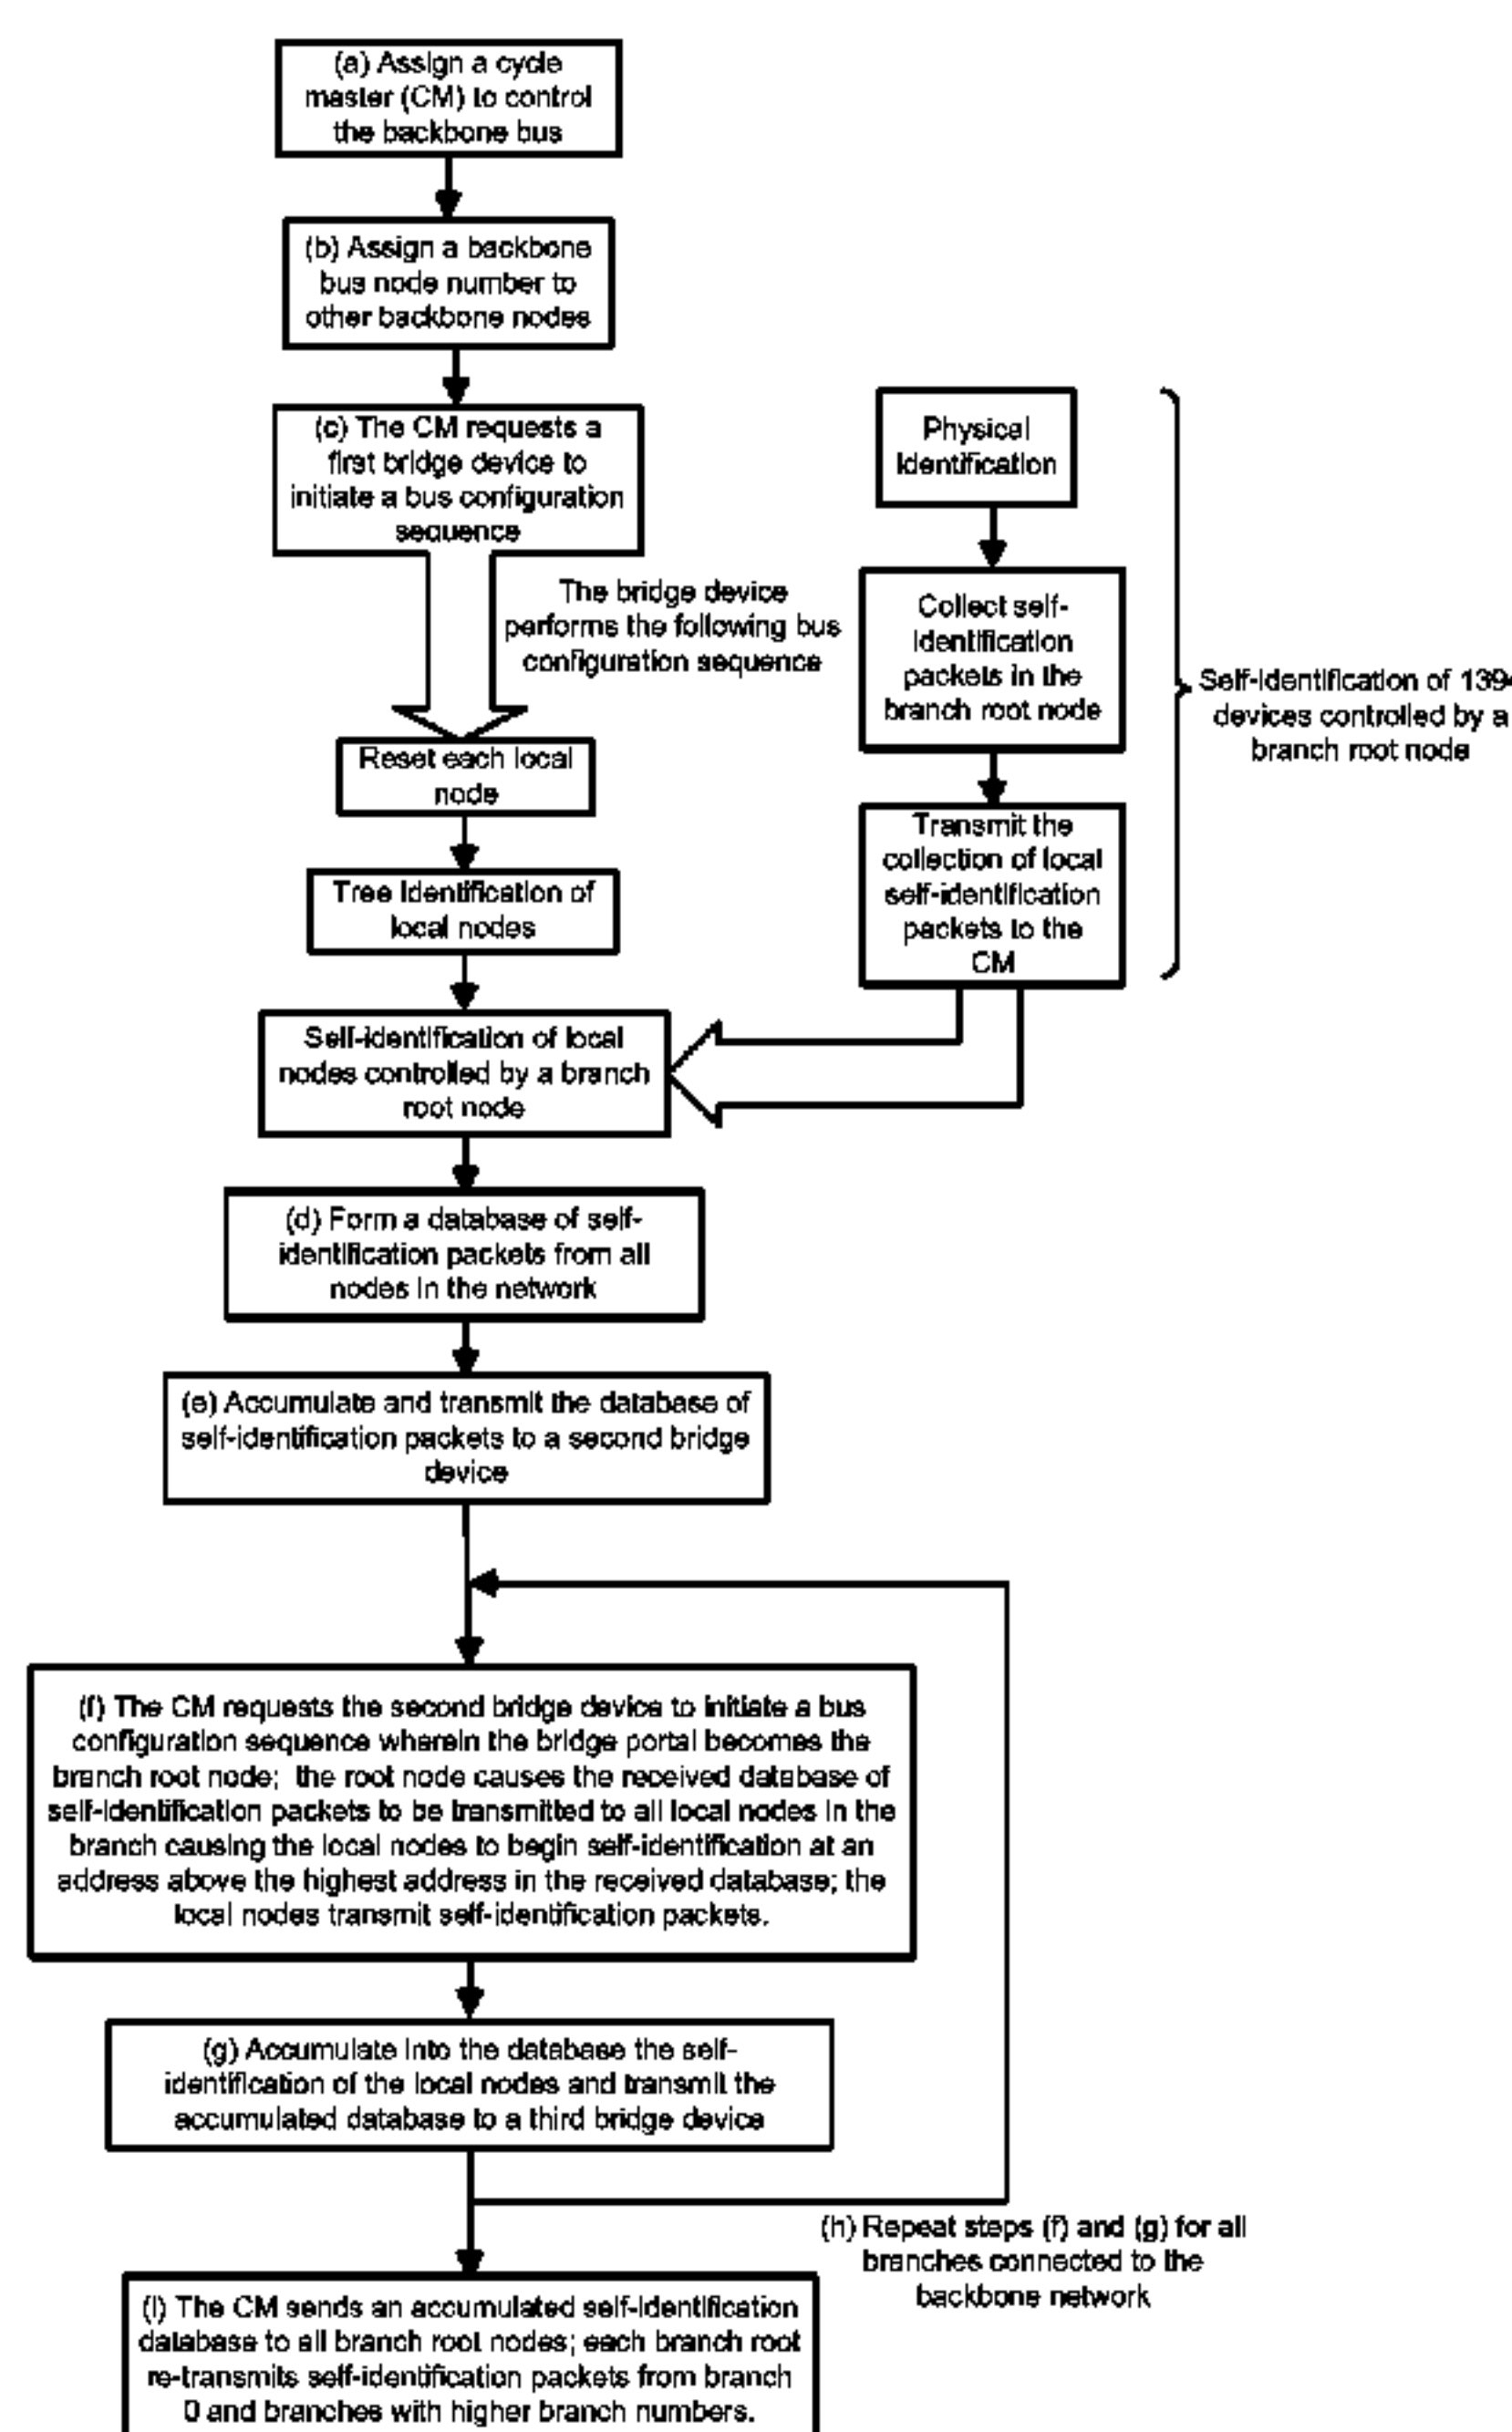 (a) Assign a cycle
master (CM) to control
the backbone bus
(b) Assign a backbone
bus node number to
other backbone nodes
(c) The CM requests a
first bridge device to
initiate a bus configuration
sequence
The bridge device
performs the following bus
configuration sequence
Reset each local
node
Tree identification of
local nodes
Self-identification of local
nodes controlled by a branch
root node
Physical
Identification
Collect self-
identification
packets in the
branch root node
Transmit the
collection of local
self-identification
packets to the
CM
Self-identification of 1394
devices controlled by a
branch root node
(d) Form a database of self-
identification packets from all
nodes in the network
(e) Accumulate and transmit the database of
self-identification packets to a second bridge
device
(f) The CM requests the second bridge device to initiate a bus
configuration sequence wherein the bridge portal becomes the
branch root node; the root node causes the received database of
self-identification packets to be transmitted to all local nodes in the
branch causing the local nodes to begin self-identification at an
address above the highest address in the received database; the
local nodes transmit self-identification packets.
(g) Accumulate into the database the self-
identification of the local nodes and transmit the
accumulated database to a third bridge device
(h) Repeat steps (f) and (g) for all
branches connected to the
backbone network
(i) The CM sends an accumulated self-identification
database to all branch root nodes; each branch root
re-transmits self-identification packets from branch
0 and branches with higher branch numbers.